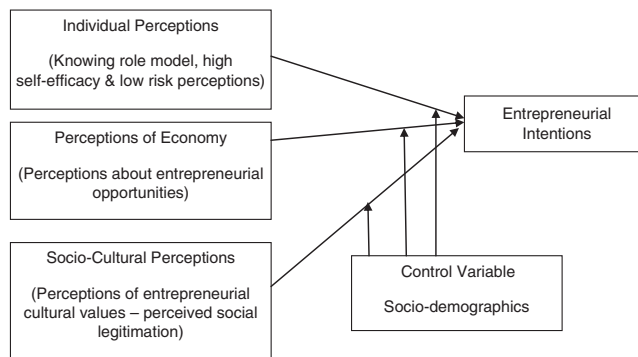 Individual Perceptions
(Knowing role model, high
self-efficacy & low risk perceptions)
Perceptions of Economy
(Perceptions about entrepreneurial
opportunities)
Socio-Cultural Perceptions
(Perceptions of entrepreneurial
cultural values – perceived social
legitimation)
Entrepreneurial
Intentions
Control Variable
Socio-demographics